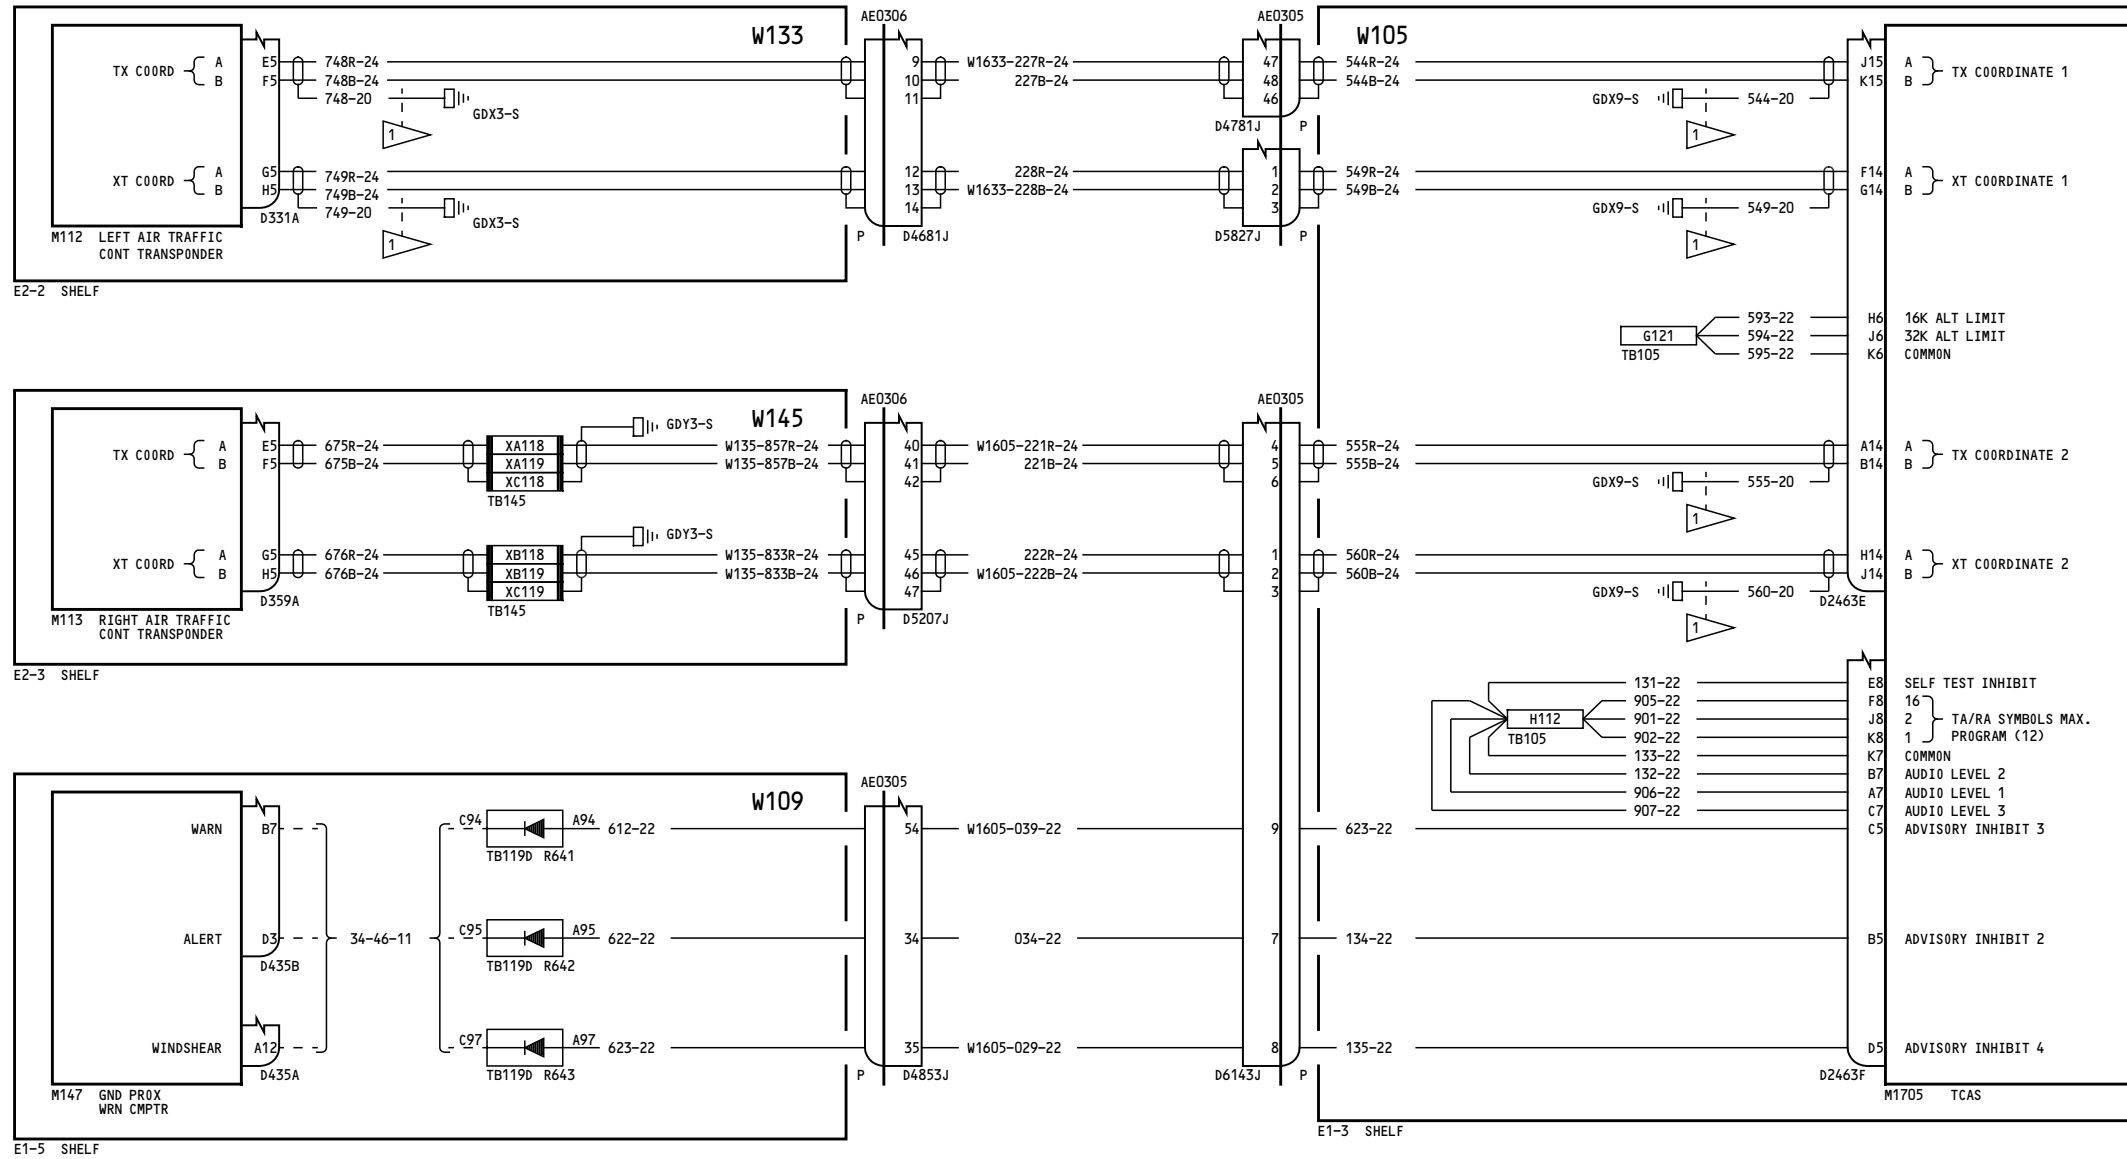 AE0306 AE0305
W133 W105
TX COORD A E5 748R-24 9 W1633-227R-24 47 544R-24 J15 A TX COORDINATE 1
B F5 748B-24 10 227B-24 48 544B-24 K15 B
748-20 GDX3-S 11 46 GDX9-S 544-20
1 D4781J P 1
XT COORD A G5 749R-24 12 228R-24 1 549R-24 F14 A XT COORDINATE 1
B H5 749B-24 13 W1633-228B-24 2 549B-24 G14 B
749-20 GDX3-S 14 3 GDX9-S 549-20
D331A
1 P D4681J D5827J P 1
M112 LEFT AIR TRAFFIC
CONT TRANSPONDER
E2-2 SHELF
593-22 H6 16K ALT LIMIT
G121 594-22 J6 32K ALT LIMIT
TB105 595-22 K6 COMMON
AE0306 AE0305
W145
GDY3-S
TX COORD A E5 675R-24 XA118 W135-857R-24 40 W1605-221R-24 4 555R-24 A14 A TX COORDINATE 2
B F5 675B-24 XA119 W135-857B-24 41 221B-24 5 555B-24 B14 B
XC118 42 6 GDX9-S 555-20
TB145
1
GDY3-S
XT COORD A G5 676R-24 XB118 W135-833R-24 45 222R-24 1 560R-24 H14 A XT COORDINATE 2
B H5 676B-24 XB119 W135-833B-24 46 W1605-222B-24 2 560B-24 J14 B
XC119 47 3 GDX9-S 560-20
D359A TB145 D2463E
M113 RIGHT AIR TRAFFIC P D5207J 1
CONT TRANSPONDER
E2-3 SHELF
131-22 E8 SELF TEST INHIBIT
905-22 F8 16
H112 901-22 J8 2 TA/RA SYMBOLS MAX.
TB105 902-22 K8 1 PROGRAM (12)
133-22 K7 COMMON
132-22 B7 AUDIO LEVEL 2
906-22 A7 AUDIO LEVEL 1
907-22 C7 AUDIO LEVEL 3
AE0305
W109
WARN B7 C94 A94 612-22 54 W1605-039-22 9 623-22 C5 ADVISORY INHIBIT 3
TB119D R641
ALERT D3 34-46-11 C95 A95 622-22 34 034-22 7 134-22 B5 ADVISORY INHIBIT 2
D435B TB119D R642
WINDSHEAR A12 C97 A97 623-22 35 W1605-029-22 8 135-22 D5 ADVISORY INHIBIT 4
D435A TB119D R643 P D4853J D6143J P D2463F
M147 GND PROX
WRN CMPTR
M1705 TCAS
E1-3 SHELF
E1-5 SHELF